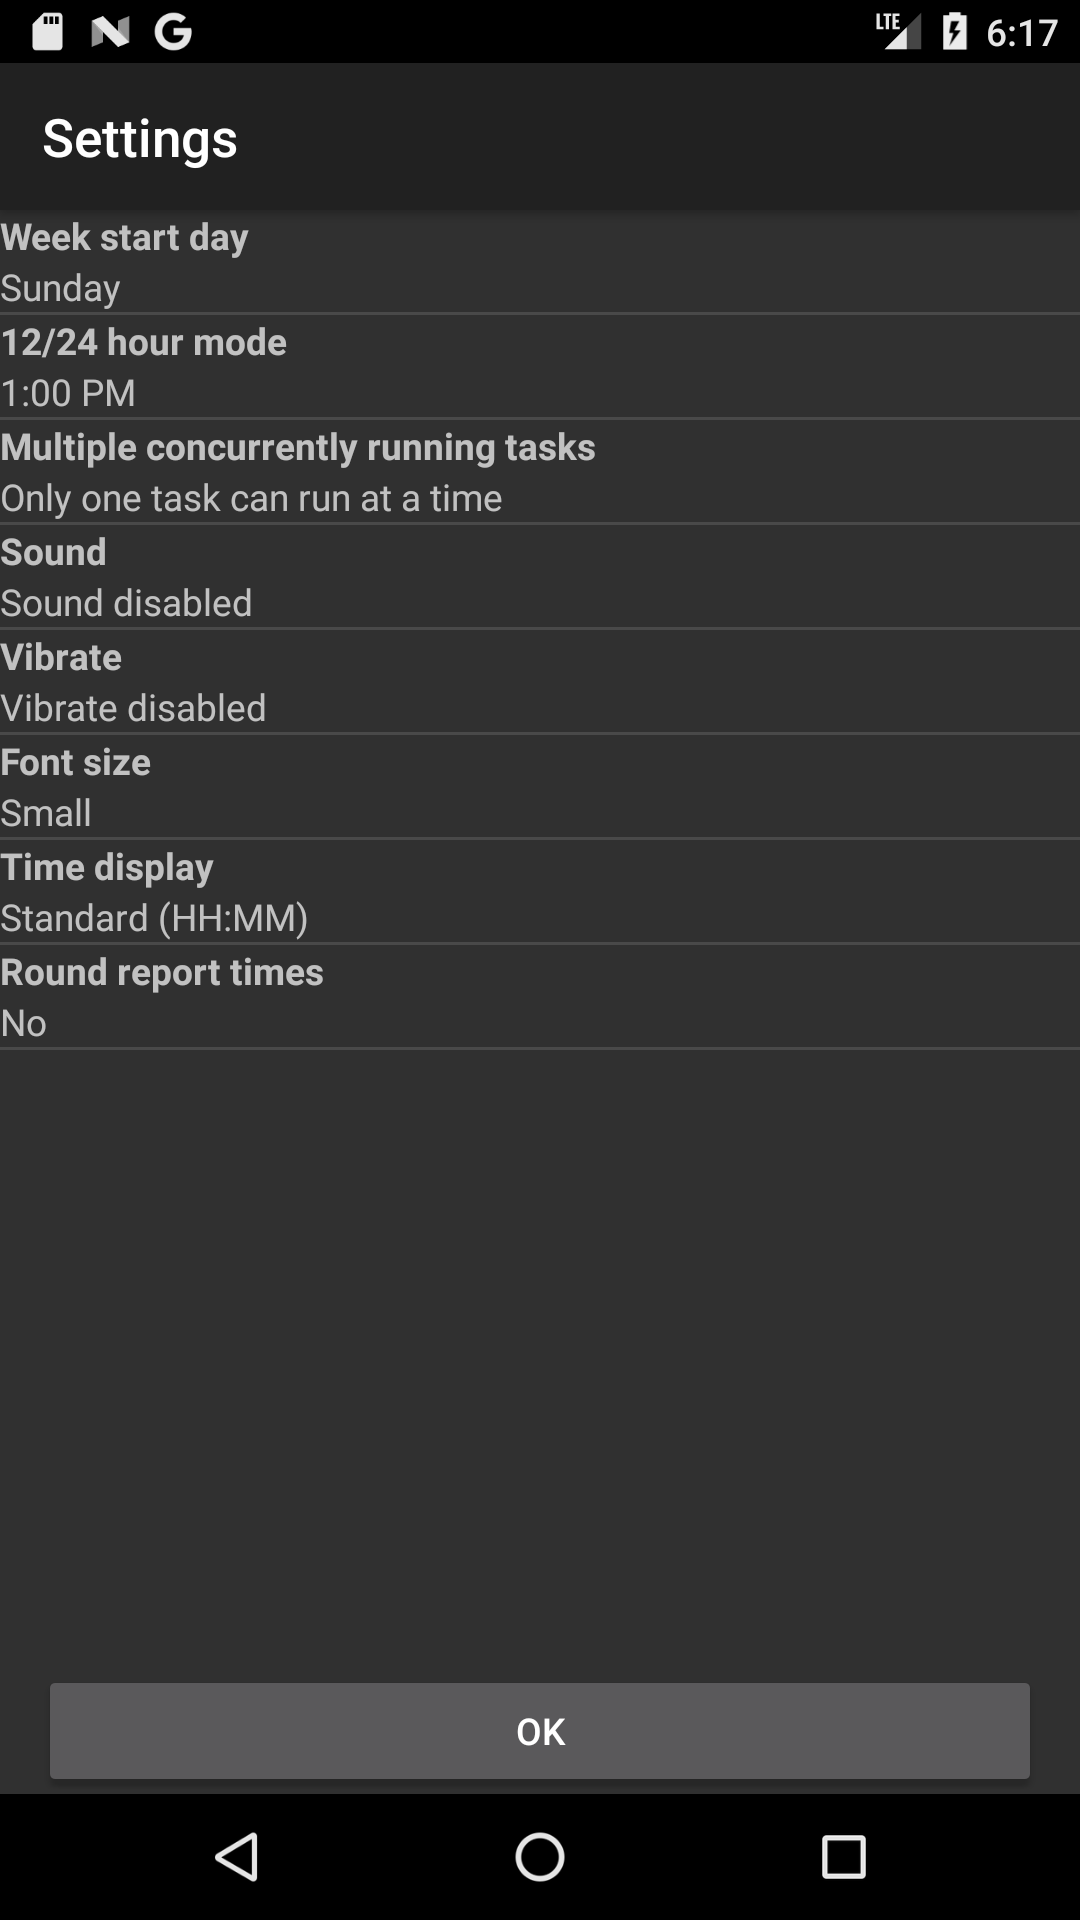 LTE 6:17
Settings
Week start day
Sunday
12/24 hour mode
1:00 PM
Multiple concurrently running tasks
Only one task can run at a time
Sound
Sound disabled
Vibrate
Vibrate disabled
Font size
Small
Time display
Standard (HH:MM)
Round report times
No
OK